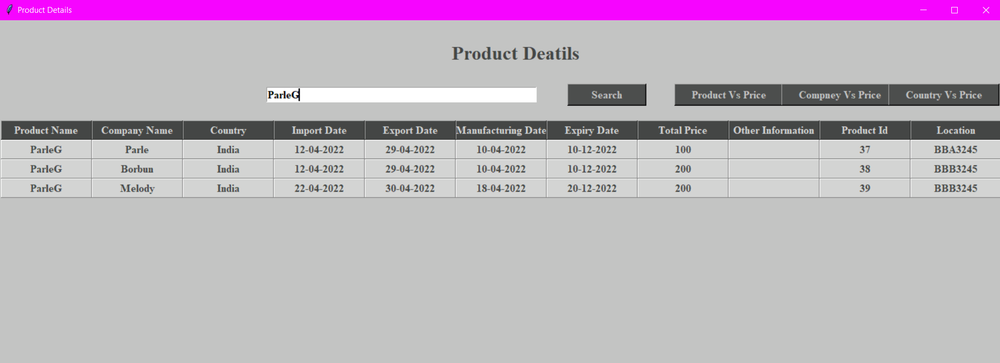 Product Details
Product Deatils
ParleG Search Product Vs Price Compney Vs Price Country Vs Price
Product Name Company Name Country Import Date Export Date Manufacturing Date Expiry Date Total Price Other Information Product Id Location
ParleG Parle India 12-04-2022 29-04-2022 10-04-2022 10-12-2022 100 37 BBA3245
ParleG Borbun India 12-04-2022 29-04-2022 10-04-2022 10-12-2022 200 38 BBB3245
ParleG Melody India 22-04-2022 30-04-2022 18-04-2022 20-12-2022 200 39 BBB3245